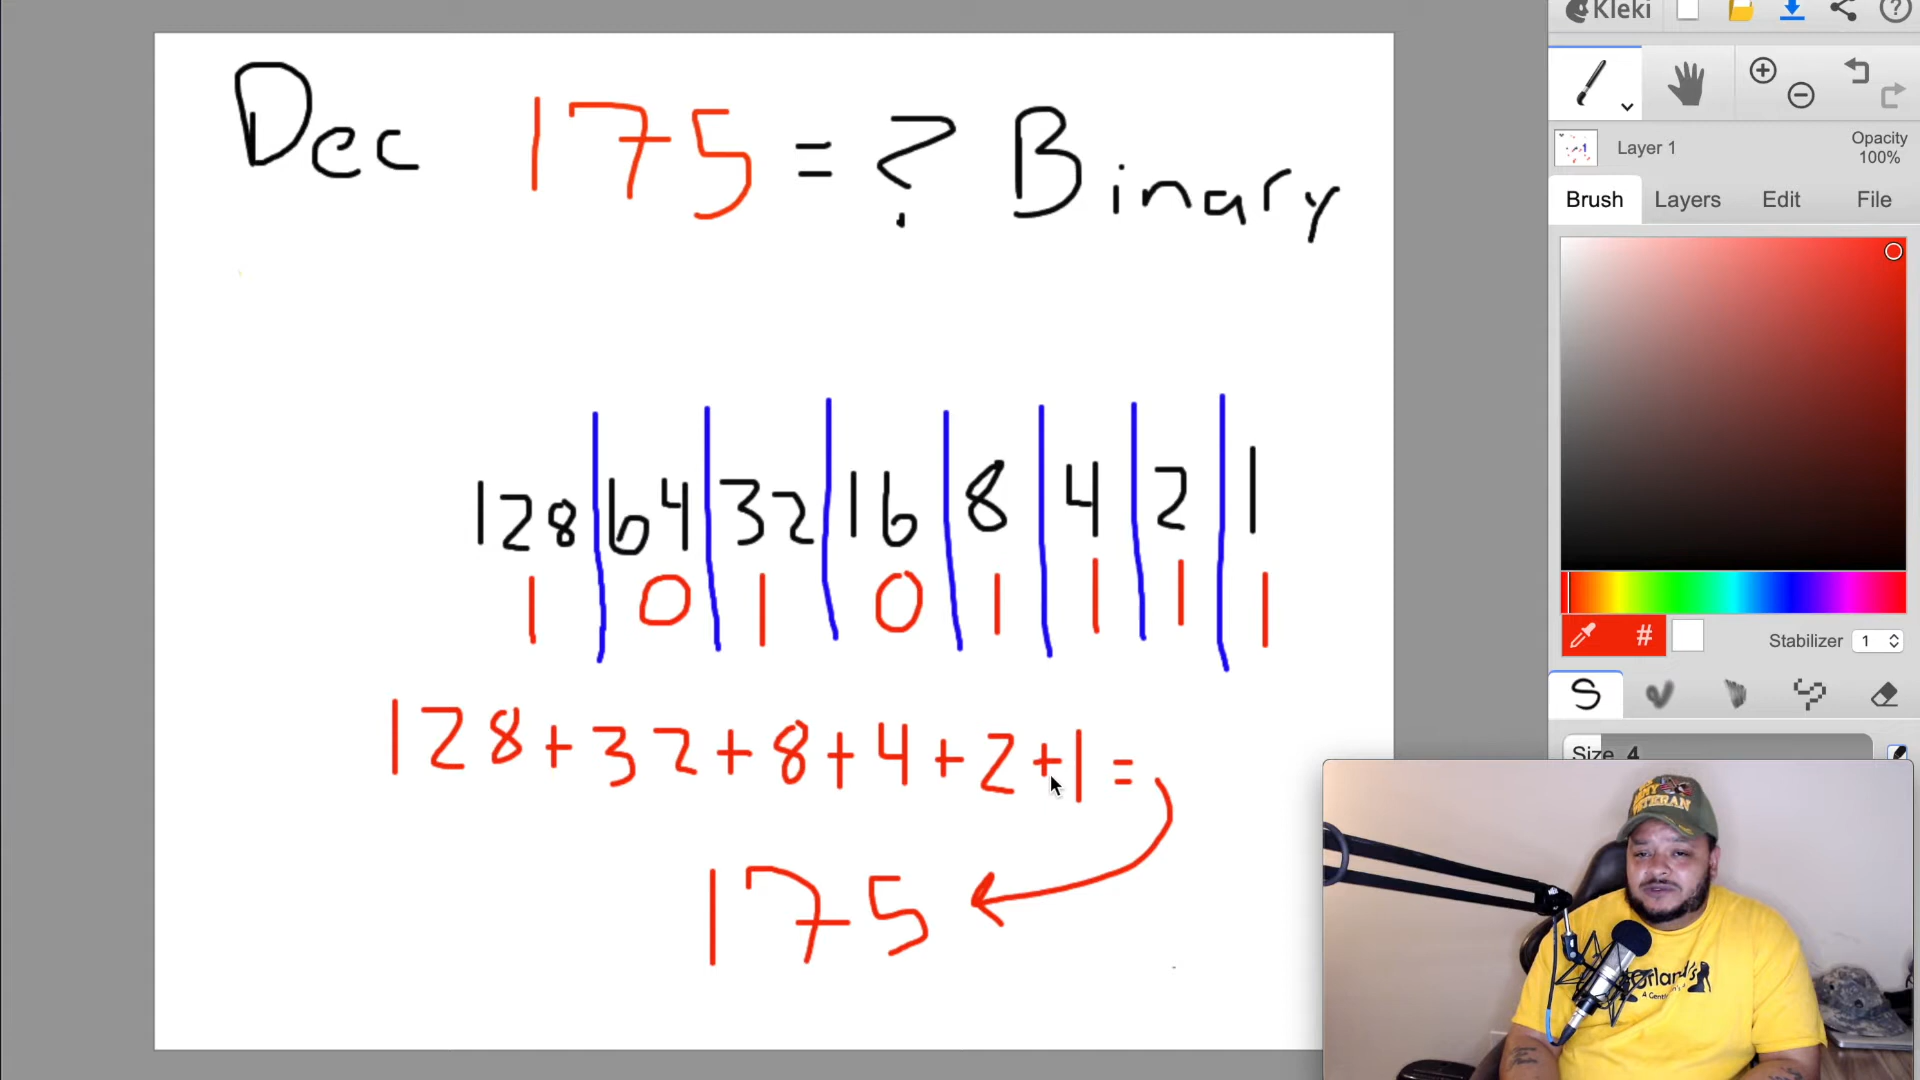 Kleki
Dec 175 = ? Binary
Layer 1
Opacity
100%
Brush Layers Edit File
128 64 32 16 8 4 2 1
1 0 1 0 1 1 1 1
#
Stabilizer 1
128+32+8+4+2+1=
Size 4
175
VETERAN